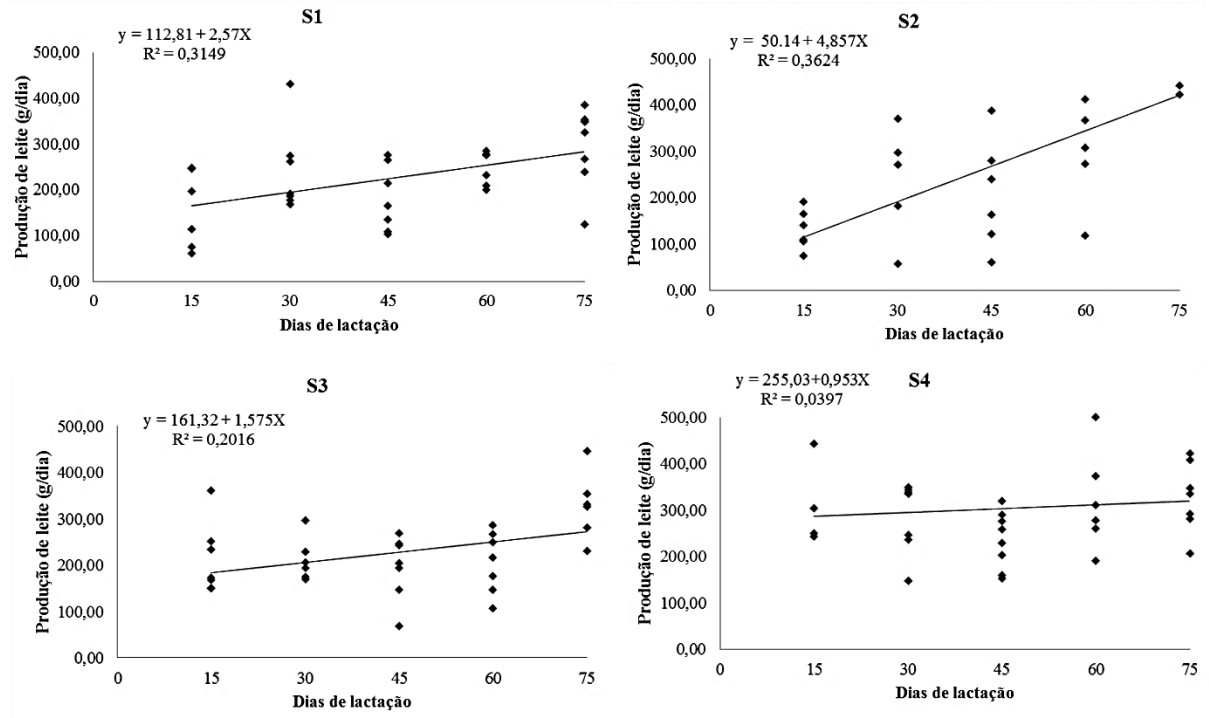 S1
y = 112,81 + 2,57X
R² = 0,3149
Produção de leite (g/dia)
500,00
400,00
300,00
200,00
100,00
0,00
0 15 30 45 60 75
Dias de lactação
S2
y = 50.14 + 4,857X
R² = 0,3624
Produção de leite (g/dia)
500,00
400,00
300,00
200,00
100,00
0,00
0 15 30 45 60 75
Dias de lactação
S3
y = 161,32 + 1,575X
R² = 0,2016
Produção de leite (g/dia)
500,00
400,00
300,00
200,00
100,00
0,00
0 15 30 45 60 75
Dias de lactação
y = 255,03+0,953X S4
R² = 0,0397
Produção de leite (g/dia)
500,00
400,00
300,00
200,00
100,00
0,00
0 15 30 45 60 75
Dias de lactação